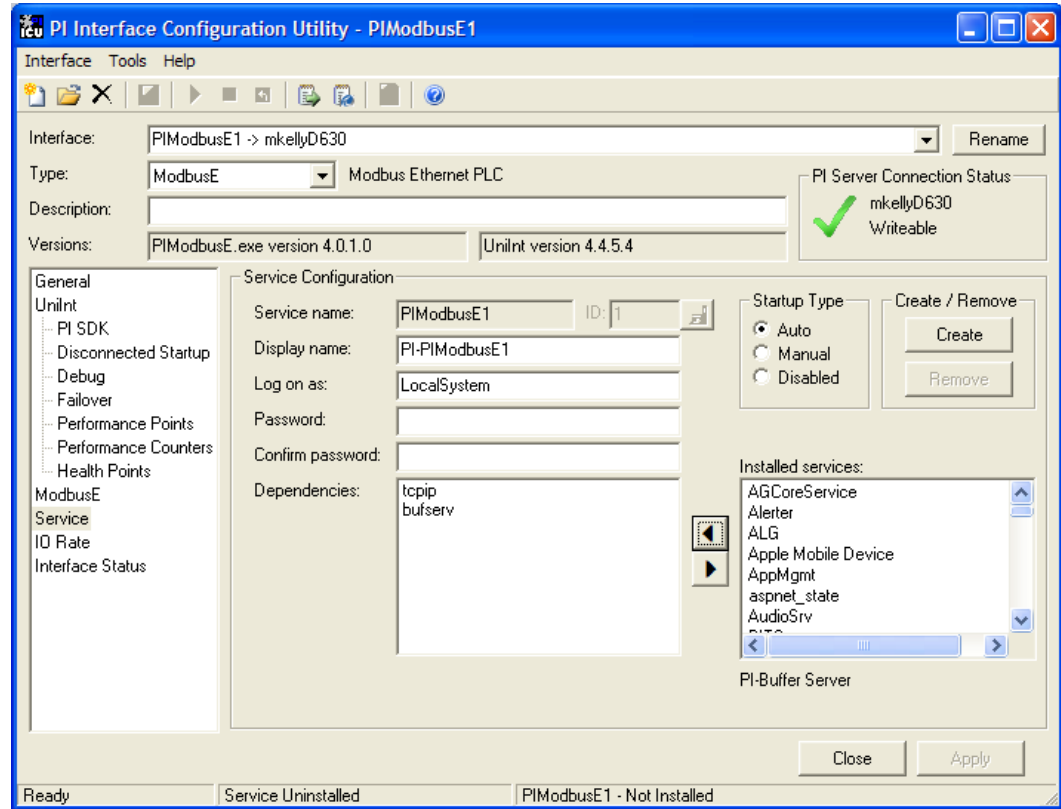 PI Interface Configuration Utility - PIModbusE1
Interface Tools Help
Interface: PIModbusE1 -> mkellyD630 Rename
Type: ModbusE Modbus Ethernet PLC
Description:
Versions: PIModbusE.exe version 4.0.1.0 UniInt version 4.4.5.4
PI Server Connection Status
mkellyD630
Writeable
General
UniInt
PI SDK
Disconnected Startup
Debug
Failover
Performance Points
Performance Counters
Health Points
ModbusE
Service
IO Rate
Interface Status
Service Configuration
Service name: PIModbusE1 ID: 1
Display name: PI-PIModbusE1
Log on as: LocalSystem
Password:
Confirm password:
Dependencies: tcpip
bufserv
Startup Type
Auto
Manual
Disabled
Create / Remove
Create
Remove
Installed services:
AGCoreService
Alerter
ALG
Apple Mobile Device
AppMgmt
aspnet_state
AudioSrv
PI-Buffer Server
Close Apply
Ready Service Uninstalled PIModbusE1 - Not Installed